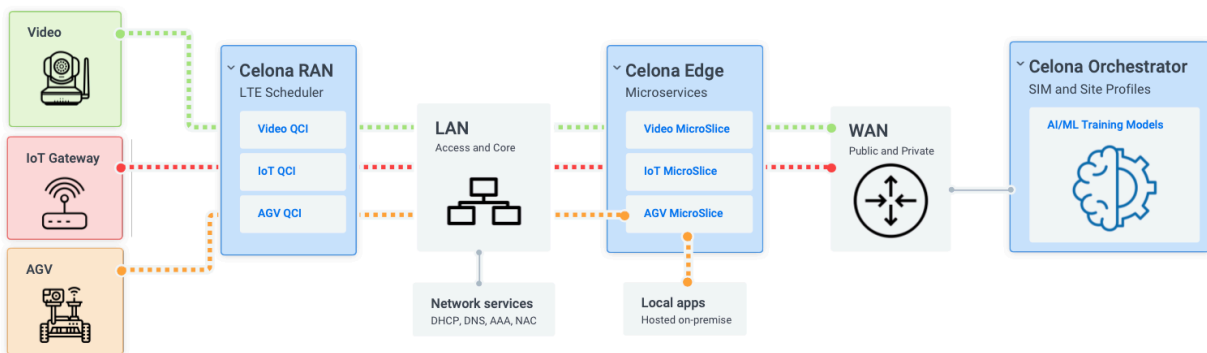 Video
IoT Gateway
AGV
Celona RAN
LTE Scheduler
Video QCI
IoT QCI
AGV QCI
LAN
Access and Core
Network services
DHCP, DNS, AAA, NAC
Celona Edge
Microservices
Video MicroSlice
IoT MicroSlice
AGV MicroSlice
Local apps
Hosted on-premise
WAN
Public and Private
Celona Orchestrator
SIM and Site Profiles
AI/ML Training Models